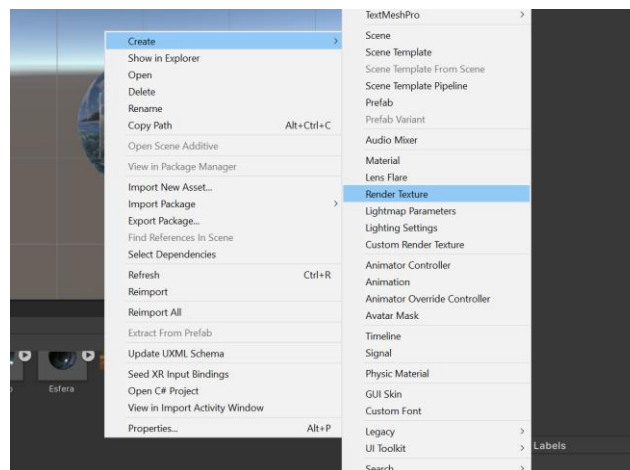 Create
Show in Explorer
Open
Delete
Rename
Copy Path Alt+Ctrl+C
Open Scene Additive
View in Package Manager
Import New Asset...
Import Package
Export Package...
Find References In Scene
Select Dependencies
Refresh Ctrl+R
Reimport
Reimport All
Extract From Prefab
Update UXML Schema
Seed XR Input Bindings
Open C# Project
View in Import Activity Window
Properties... Alt+P
TextMeshPro
Scene
Scene Template
Scene Template From Scene
Scene Template Pipeline
Prefab
Prefab Variant
Audio Mixer
Material
Lens Flare
Render Texture
Lightmap Parameters
Lighting Settings
Custom Render Texture
Animator Controller
Animation
Animator Override Controller
Avatar Mask
Timeline
Signal
Physic Material
GUI Skin
Custom Font
Legacy
UI Toolkit
Search
Esfera
Labels